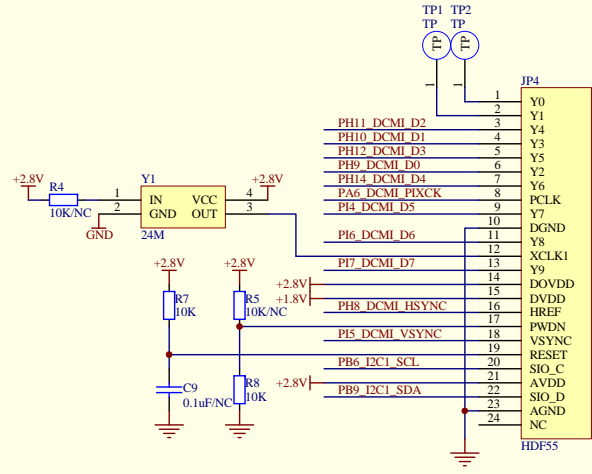 TP1 TP2
TP TP
TP TP
1 1
JP4
1 Y0
2 Y1
PH11_DCMI_D2 3 Y4
PH10_DCMI_D1 4 Y3
PH12_DCMI_D3 5 Y5
PH9_DCMI_D0 6 Y2
PH14_DCMI_D4 7 Y6
PA6_DCMI_PIXCK 8 PCLK
PI4_DCMI_D5 9 Y7
10 DGND
PI6_DCMI_D6 11 Y8
12 XCLK1
PI7_DCMI_D7 13 Y9
+2.8V 14 DOVDD
+1.8V 15 DVDD
PH8_DCMI_HSYNC 16 HREF
17 PWDN
PI5_DCMI_VSYNC 18 VSYNC
19 RESET
PB6_I2C1_SCL 20 SIO_C
+2.8V 21 AVDD
PB9_I2C1_SDA 22 SIO_D
23 AGND
24 NC
HDF55
+2.8V R4 Y1 +2.8V
10K/NC 1 IN VCC 4
GND 2 GND OUT 3
24M
+2.8V +2.8V
R7 R5
10K 10K/NC
C9 R8
0.1uF/NC 10K